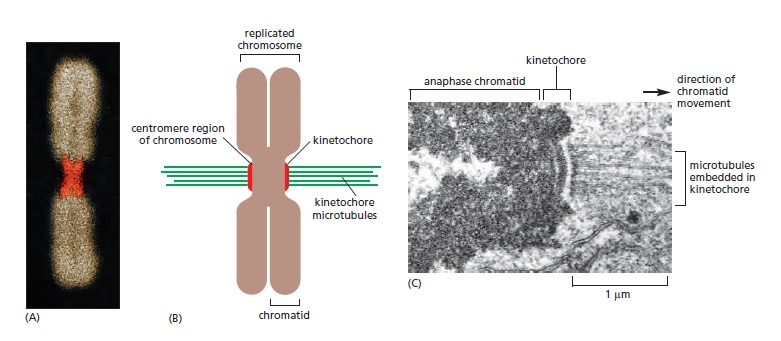 replicated
chromosome
centromere region
of chromosome
kinetochore
kinetochore
microtubules
chromatid
(A)
(B)
kinetochore
anaphase chromatid
direction of
chromatid
movement
microtubules
embedded in
kinetochore
(C)
1 μm